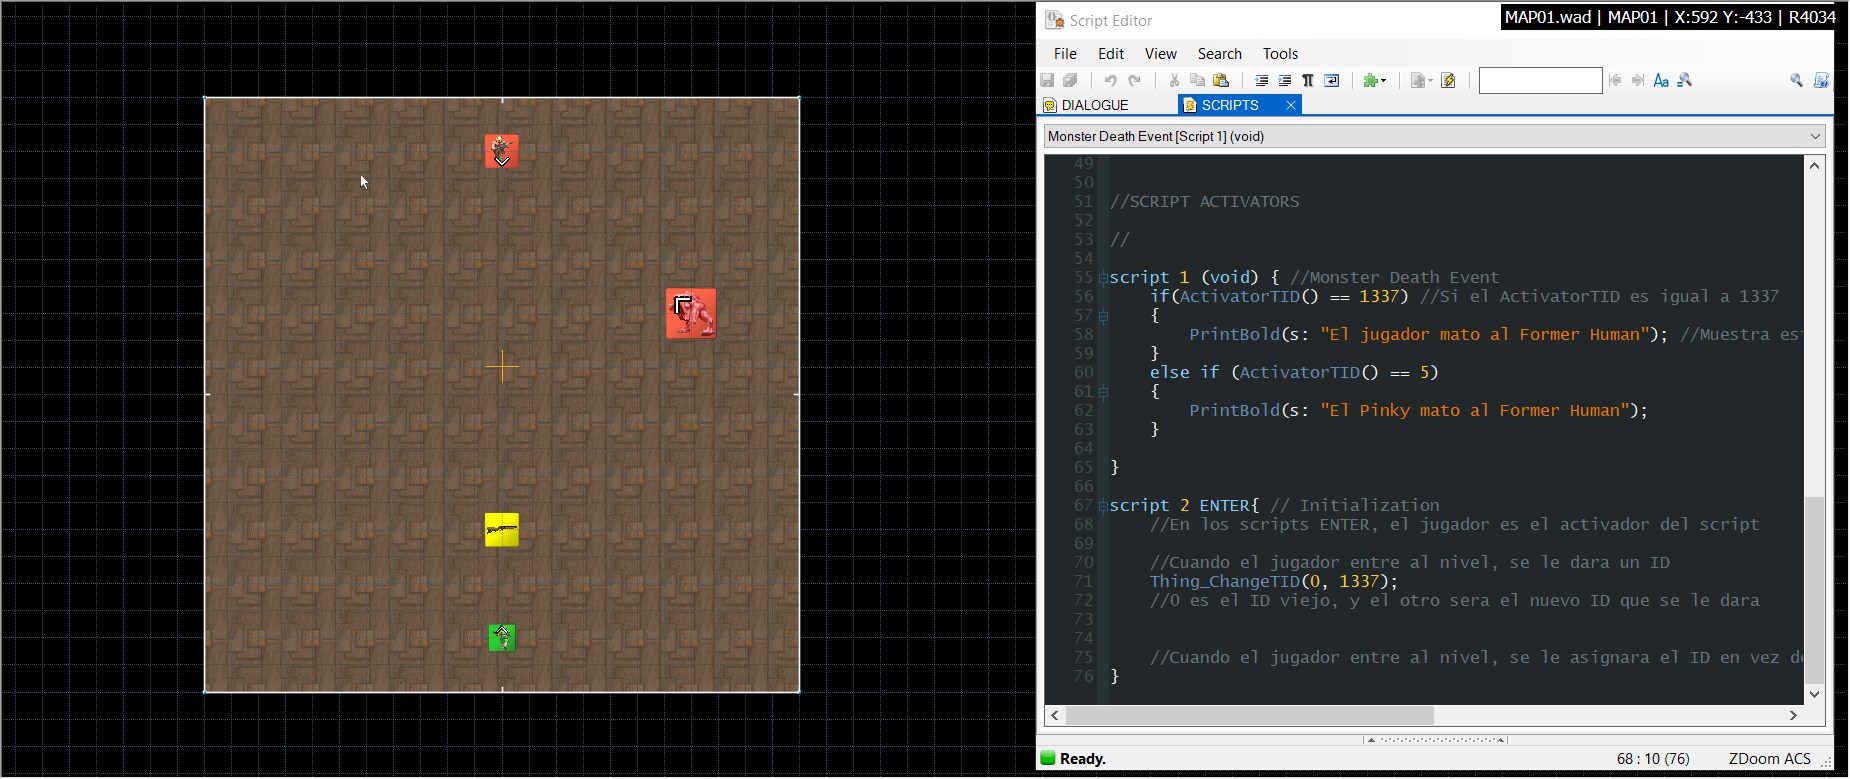 Script Editor
MAP01.wad | MAP01 | X:592 Y:-433 | R4034
File Edit View Search Tools
DIALOGUE SCRIPTS
Monster Death Event [Script 1] (void)
49
50
51 //SCRIPT ACTIVATORS
52
53 //
54
55 script 1 (void) { //Monster Death Event
56 if(ActivatorTID() == 1337) //Si el ActivatorTID es igual a 1337
57 {
58 PrintBold(s: "El jugador mato al Former Human"); //Muestra es
59 }
60 else if (ActivatorTID() == 5)
61 {
62 PrintBold(s: "El Pinky mato al Former Human");
63 }
64
65 }
66
67 script 2 ENTER{ // Initialization
68 //En los scripts ENTER, el jugador es el activador del script
69
70 //Cuando el jugador entre al nivel, se le dara un ID
71 Thing_ChangeTID(0, 1337);
72 //0 es el ID viejo, y el otro sera el nuevo ID que se le dara
73
74
75 //Cuando el jugador entre al nivel, se le asignara el ID en vez d
76 }
Ready.
68 : 10 (76) ZDoom ACS